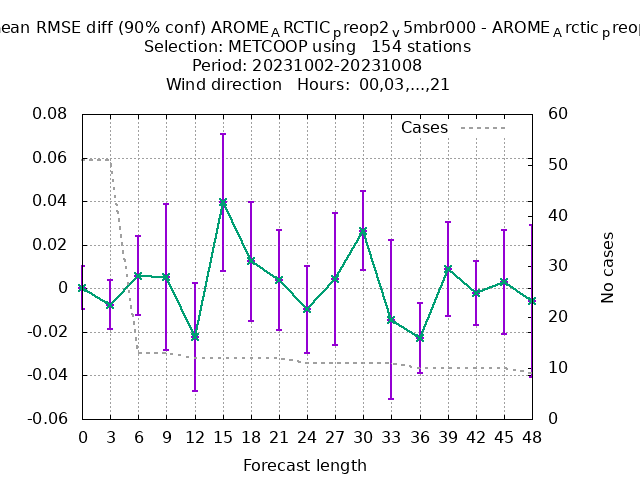 ean RMSE diff (90% conf) AROME_ARCTIC_preop2_v5mbr000 - AROME_Arctic_preop
Selection: METCOOP using 154 stations
Period: 20231002-20231008
Wind direction Hours: 00,03,...,21
Cases
0.08
0.06
0.04
0.02
0
-0.02
-0.04
-0.06
60
50
40
30
20
10
0
No cases
0 3 6 9 12 15 18 21 24 27 30 33 36 39 42 45 48
Forecast length